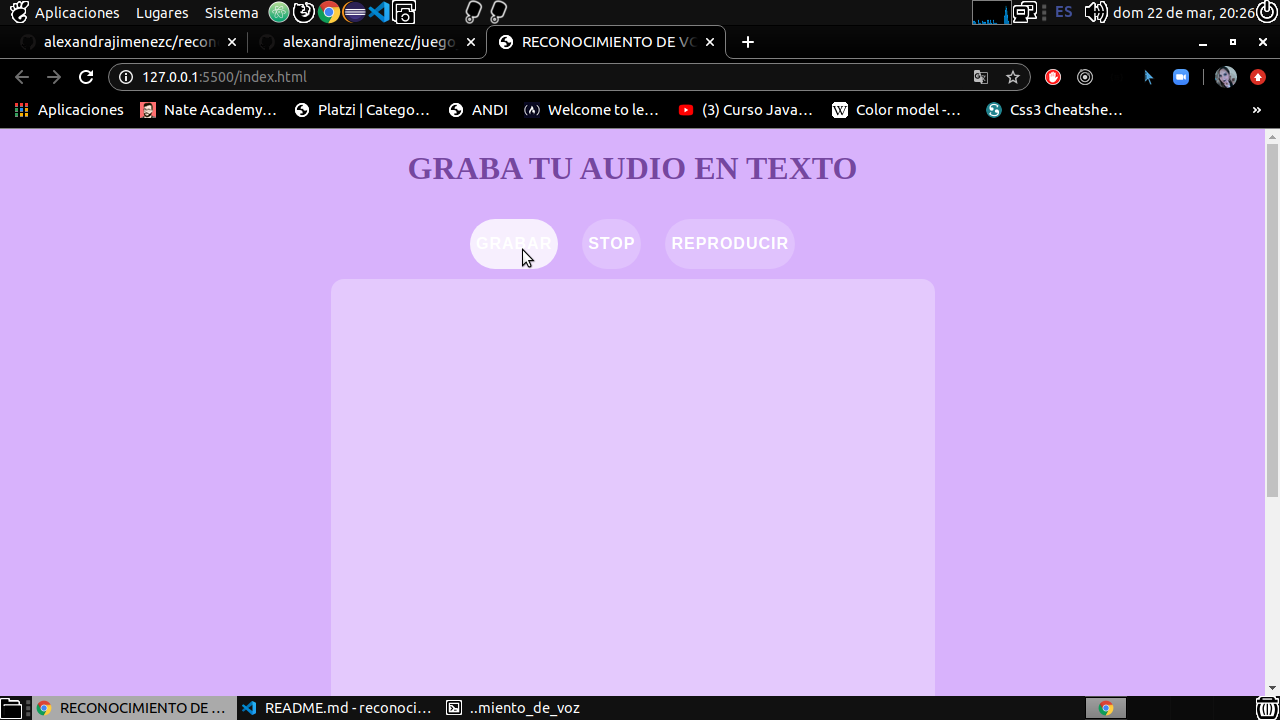 Aplicaciones Lugares Sistema ES dom 22 de mar, 20:26
alexandrajimenezc/recon alexandrajimenezc/juego RECONOCIMIENTO DE VO
127.0.0.1:5500/index.html
Aplicaciones Nate Academy... Platzi | Catego... ANDI Welcome to le... (3) Curso Java... Color model -... Css3 Cheatshe... »
GRABA TU AUDIO EN TEXTO
GRABAR STOP REPRODUCIR
RECONOCIMIENTO DE ... README.md - reconoci... ..miento_de_voz